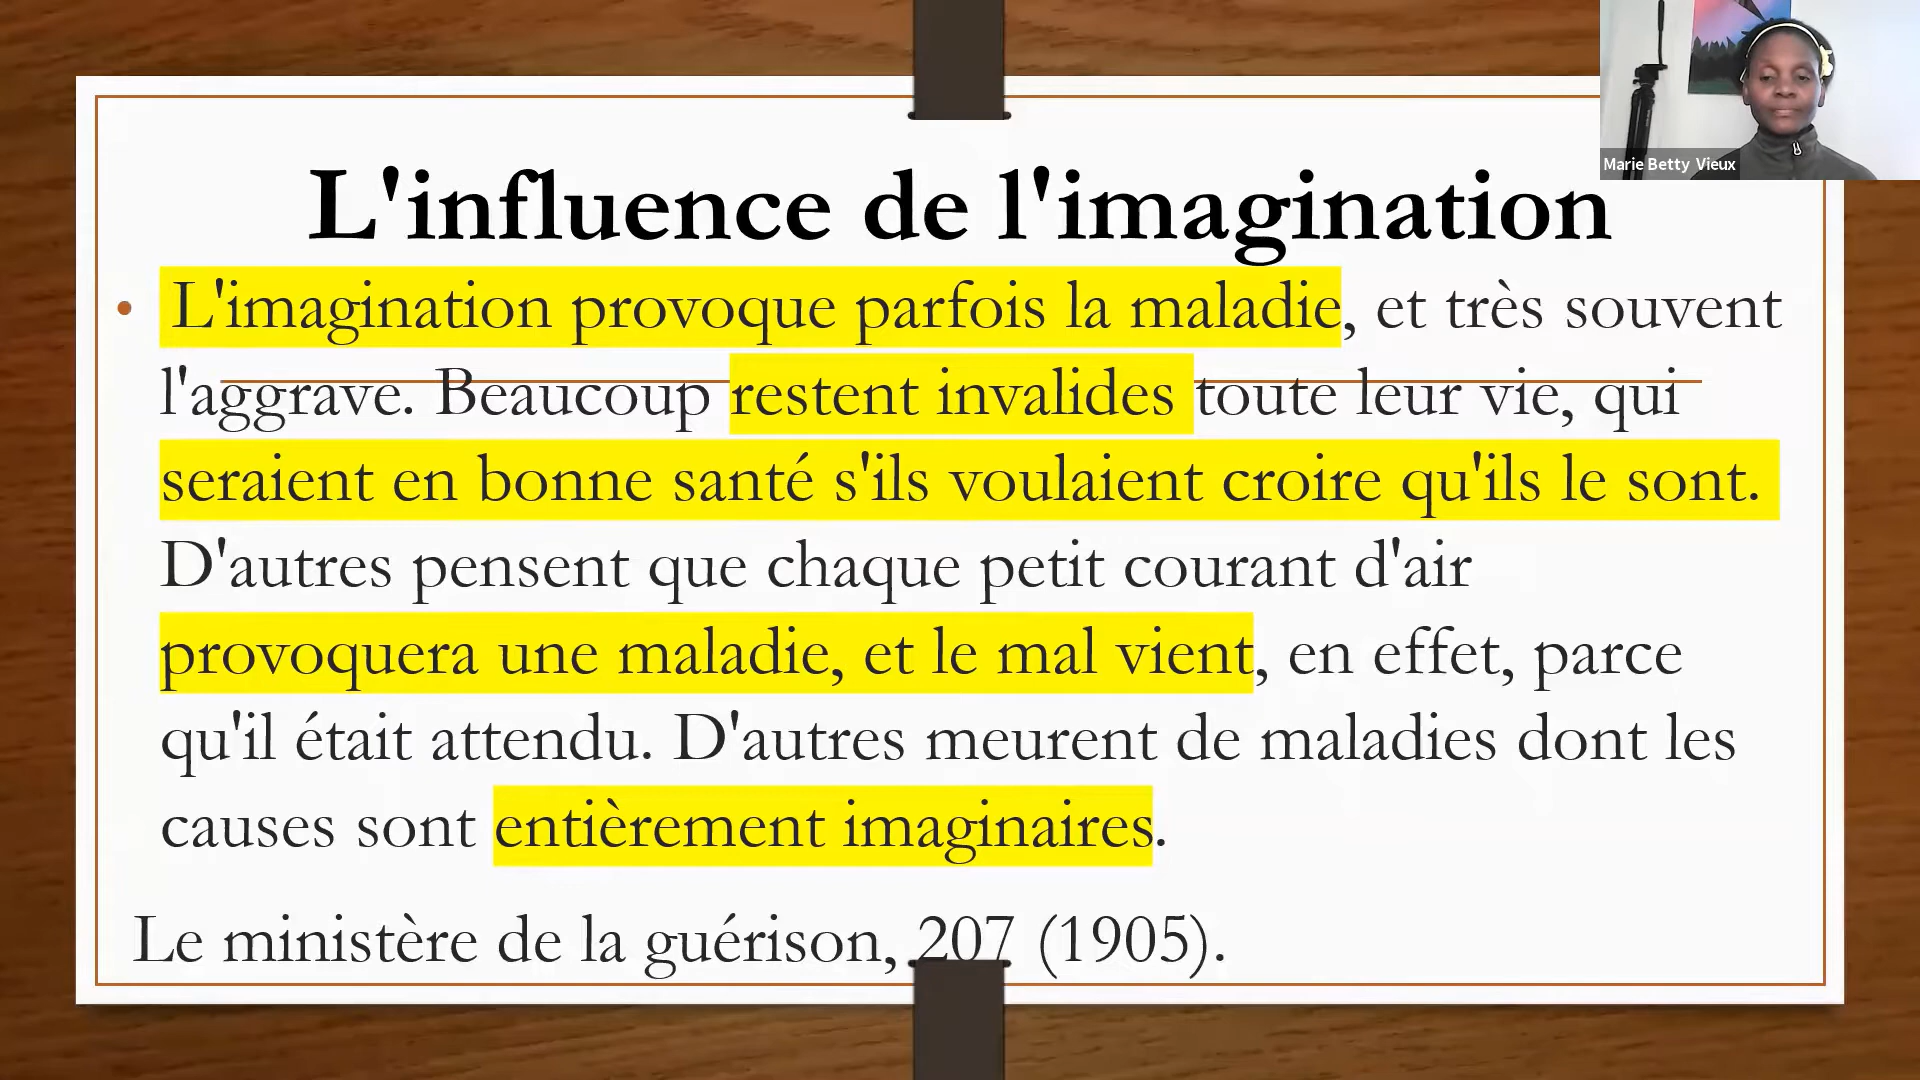 L'influence de l'imagination
Marie Betty Vieux
• L'imagination provoque parfois la maladie, et très souvent
l'aggrave. Beaucoup restent invalides toute leur vie, qui
seraient en bonne santé s'ils voulaient croire qu'ils le sont.
D'autres pensent que chaque petit courant d'air
provoquera une maladie, et le mal vient, en effet, parce
qu'il était attendu. D'autres meurent de maladies dont les
causes sont entièrement imaginaires.
Le ministère de la guérison, 207 (1905).